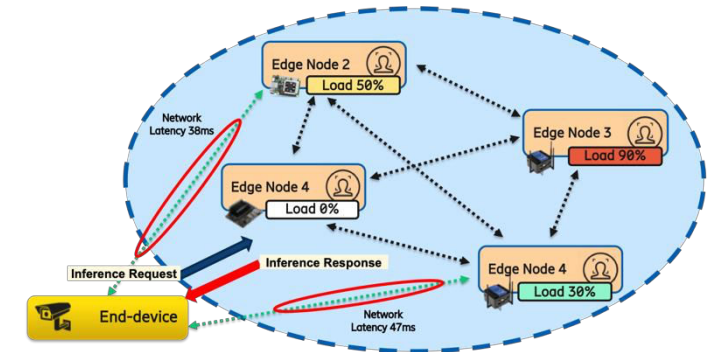 Edge Node 2
Load 50%
Network
Latency 38ms
Edge Node 3
Load 90%
Edge Node 4
Load 0%
Inference Request
Inference Response
Edge Node 4
Load 30%
End-device
Network
Latency 47ms